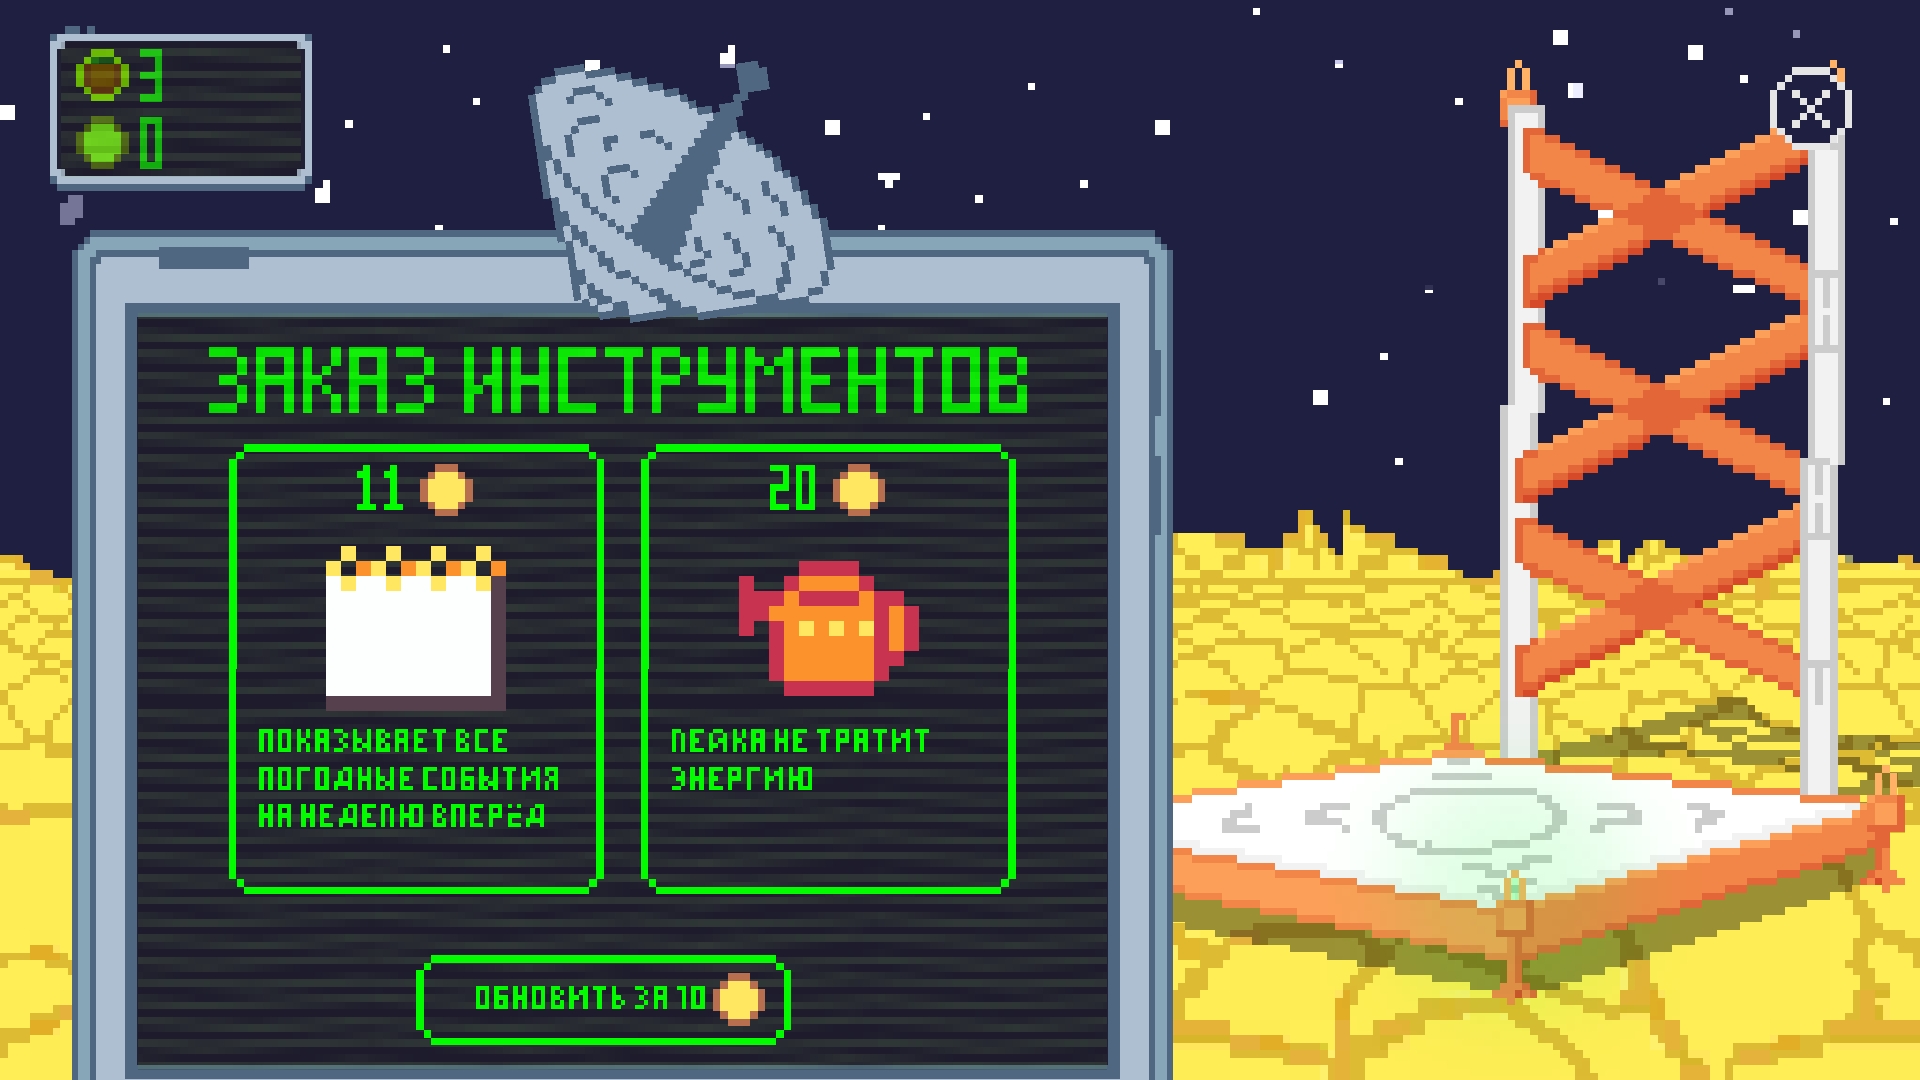 3
0
ЗАКАЗ ИНСТРУМЕНТОВ
11
ПОКАЗЫВАЕТ ВСЕ
ПОГОДНЫЕ СОБЫТИЯ
НА НЕДЕЛЮ ВПЕРЁД
20
ЛЕЙКА НЕ ТРАТИТ
ЭНЕРГИЮ
ОБНОВИТЬ ЗА 10